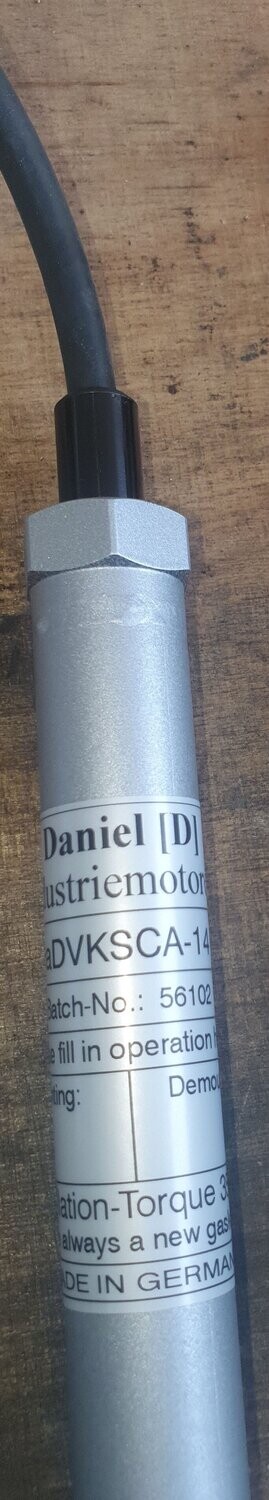 Daniel [D]
ustriemotor
aDVKSCA-14
Batch-No.: 56102
e fill in operation
ting: Demou
ation-Torque 3
always a new gas
ADE IN GERMAN